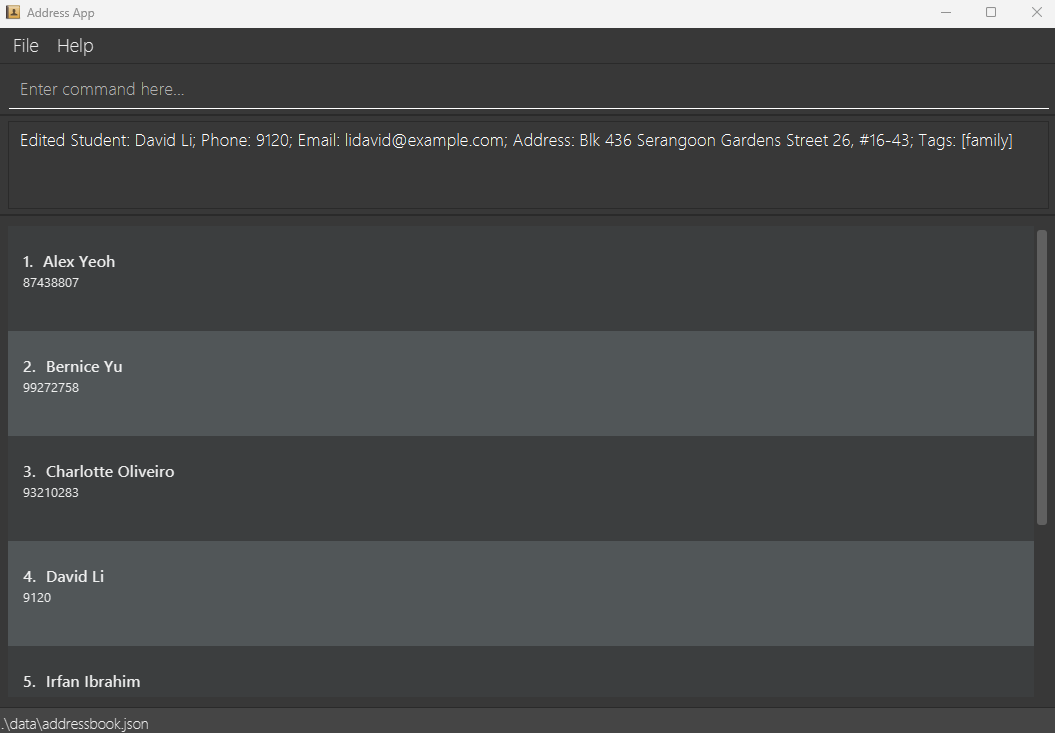 Address App
File Help
Enter command here...
Edited Student: David Li; Phone: 9120; Email: lidavid@example.com; Address: Blk 436 Serangoon Gardens Street 26, #16-43; Tags: [family]
1. Alex Yeoh
87438807
2. Bernice Yu
99272758
3. Charlotte Oliveiro
93210283
4. David Li
9120
5. Irfan Ibrahim
.\data\addressbook.json